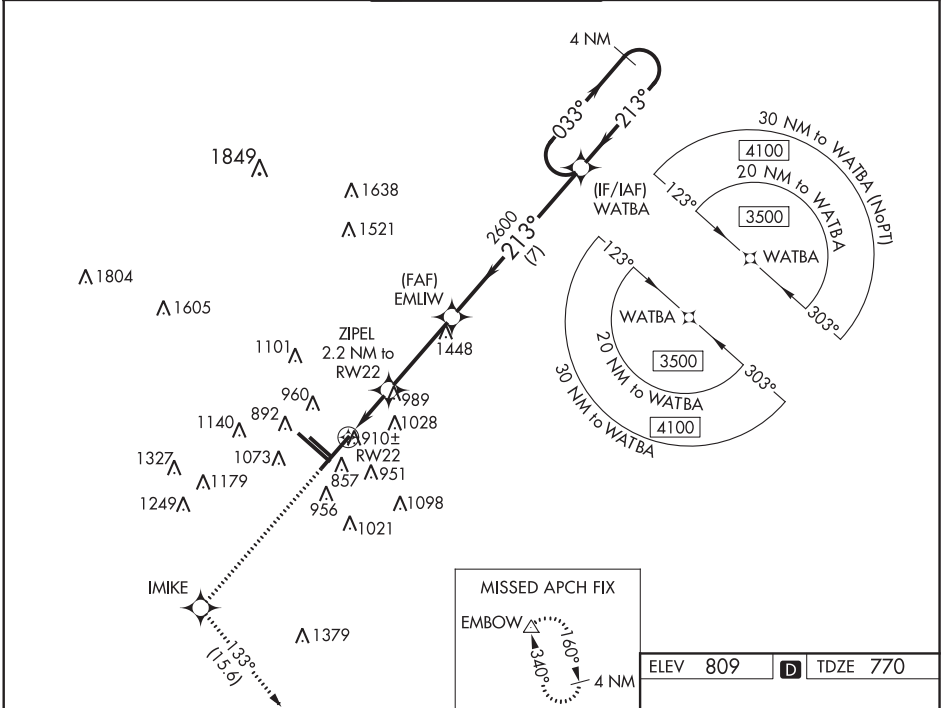 4 NM
033°
213°
30 NM to WATBA (NoPT)
4100
20 NM to WATBA
3500
123°
WATBA
303°
1849
1638
(IF/IAF)
WATBA
1521
2600
213°
(7)
123°
WATBA
3500
20 NM to WATBA
303°
4100
30 NM to WATBA
1804
1605
(FAF)
EMLIW
1448
ZIPEL
2.2 NM to
RW22
1101
989
960
892
1028
1140
910±
RW22
1073
857
951
1327
1179
1249
956
1098
1021
IMIKE
1379
133°
(15.6)
MISSED APCH FIX
EMBOW
160°
340°
4 NM
ELEV 809 D TDZE 770